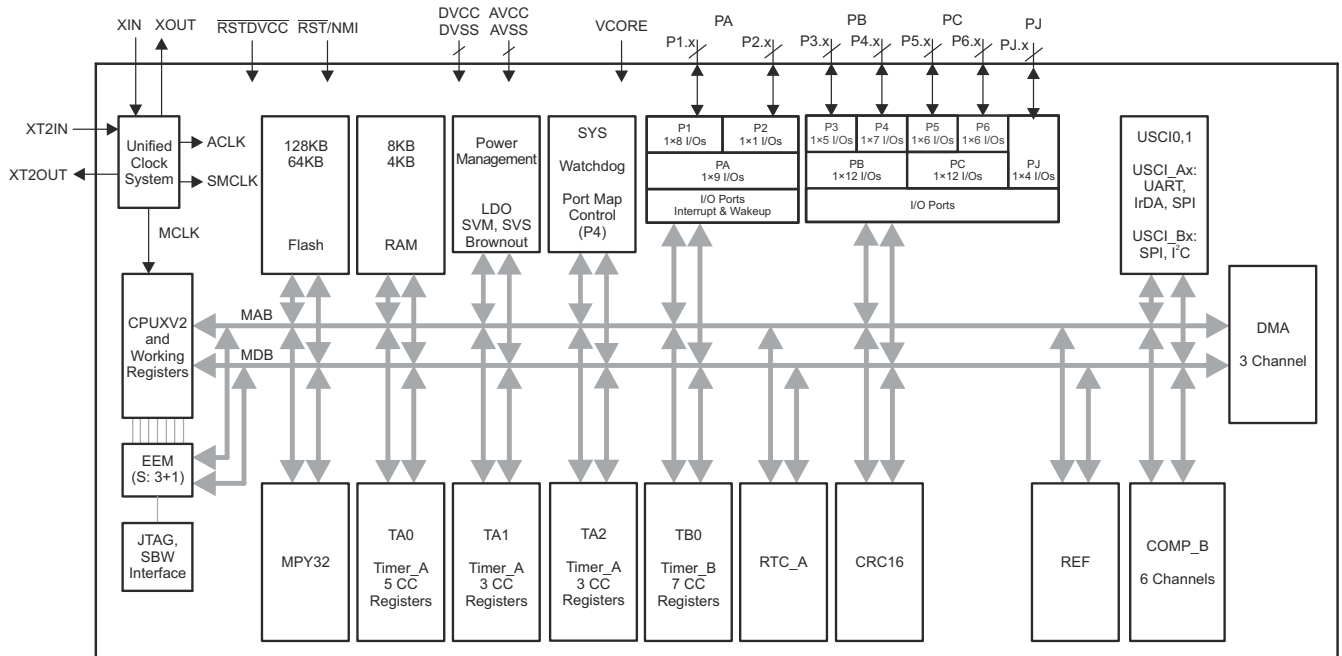 XIN
XOUT
RSTDVCC
RST/NMI
DVCC
DVSS
AVCC
AVSS
VCORE
PA
P1.x
P2.x
PB
P3.x
P4.x
PC
P5.x
P6.x
PJ
PJ.x
XT2IN
XT2OUT
Unified
Clock
System
ACLK
SMCLK
MCLK
128KB
64KB
Flash
8KB
4KB
RAM
Power
Management
LDO
SVM, SVS
Brownout
SYS
Watchdog
Port Map
Control
(P4)
P1
1×8 I/Os
P2
1×1 I/Os
PA
1×9 I/Os
I/O Ports
Interrupt & Wakeup
P3
1×5 I/Os
P4
1×7 I/Os
P5
1×6 I/Os
P6
1×6 I/Os
PB
1×12 I/Os
PC
1×12 I/Os
PJ
1×4 I/Os
I/O Ports
USCI0,1
USCI_Ax:
UART,
IrDA, SPI
USCI_Bx:
SPI, I²C
CPUXV2
and
Working
Registers
MAB
MDB
DMA
3 Channel
EEM
(S: 3+1)
JTAG,
SBW
Interface
MPY32
TA0
Timer_A
5 CC
Registers
TA1
Timer_A
3 CC
Registers
TA2
Timer_A
3 CC
Registers
TB0
Timer_B
7 CC
Registers
RTC_A
CRC16
REF
COMP_B
6 Channels